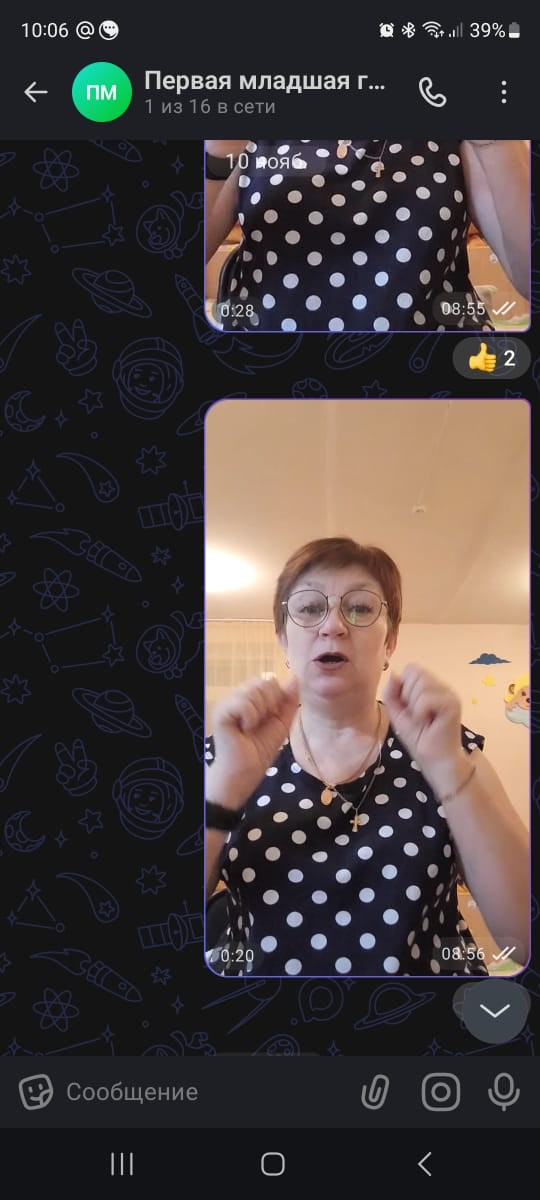 10:06
39%
ПМ
Первая младшая г...
1 из 16 в сети
10 нояб.
0:28
08:55
2
0:20
08:56
Сообщение